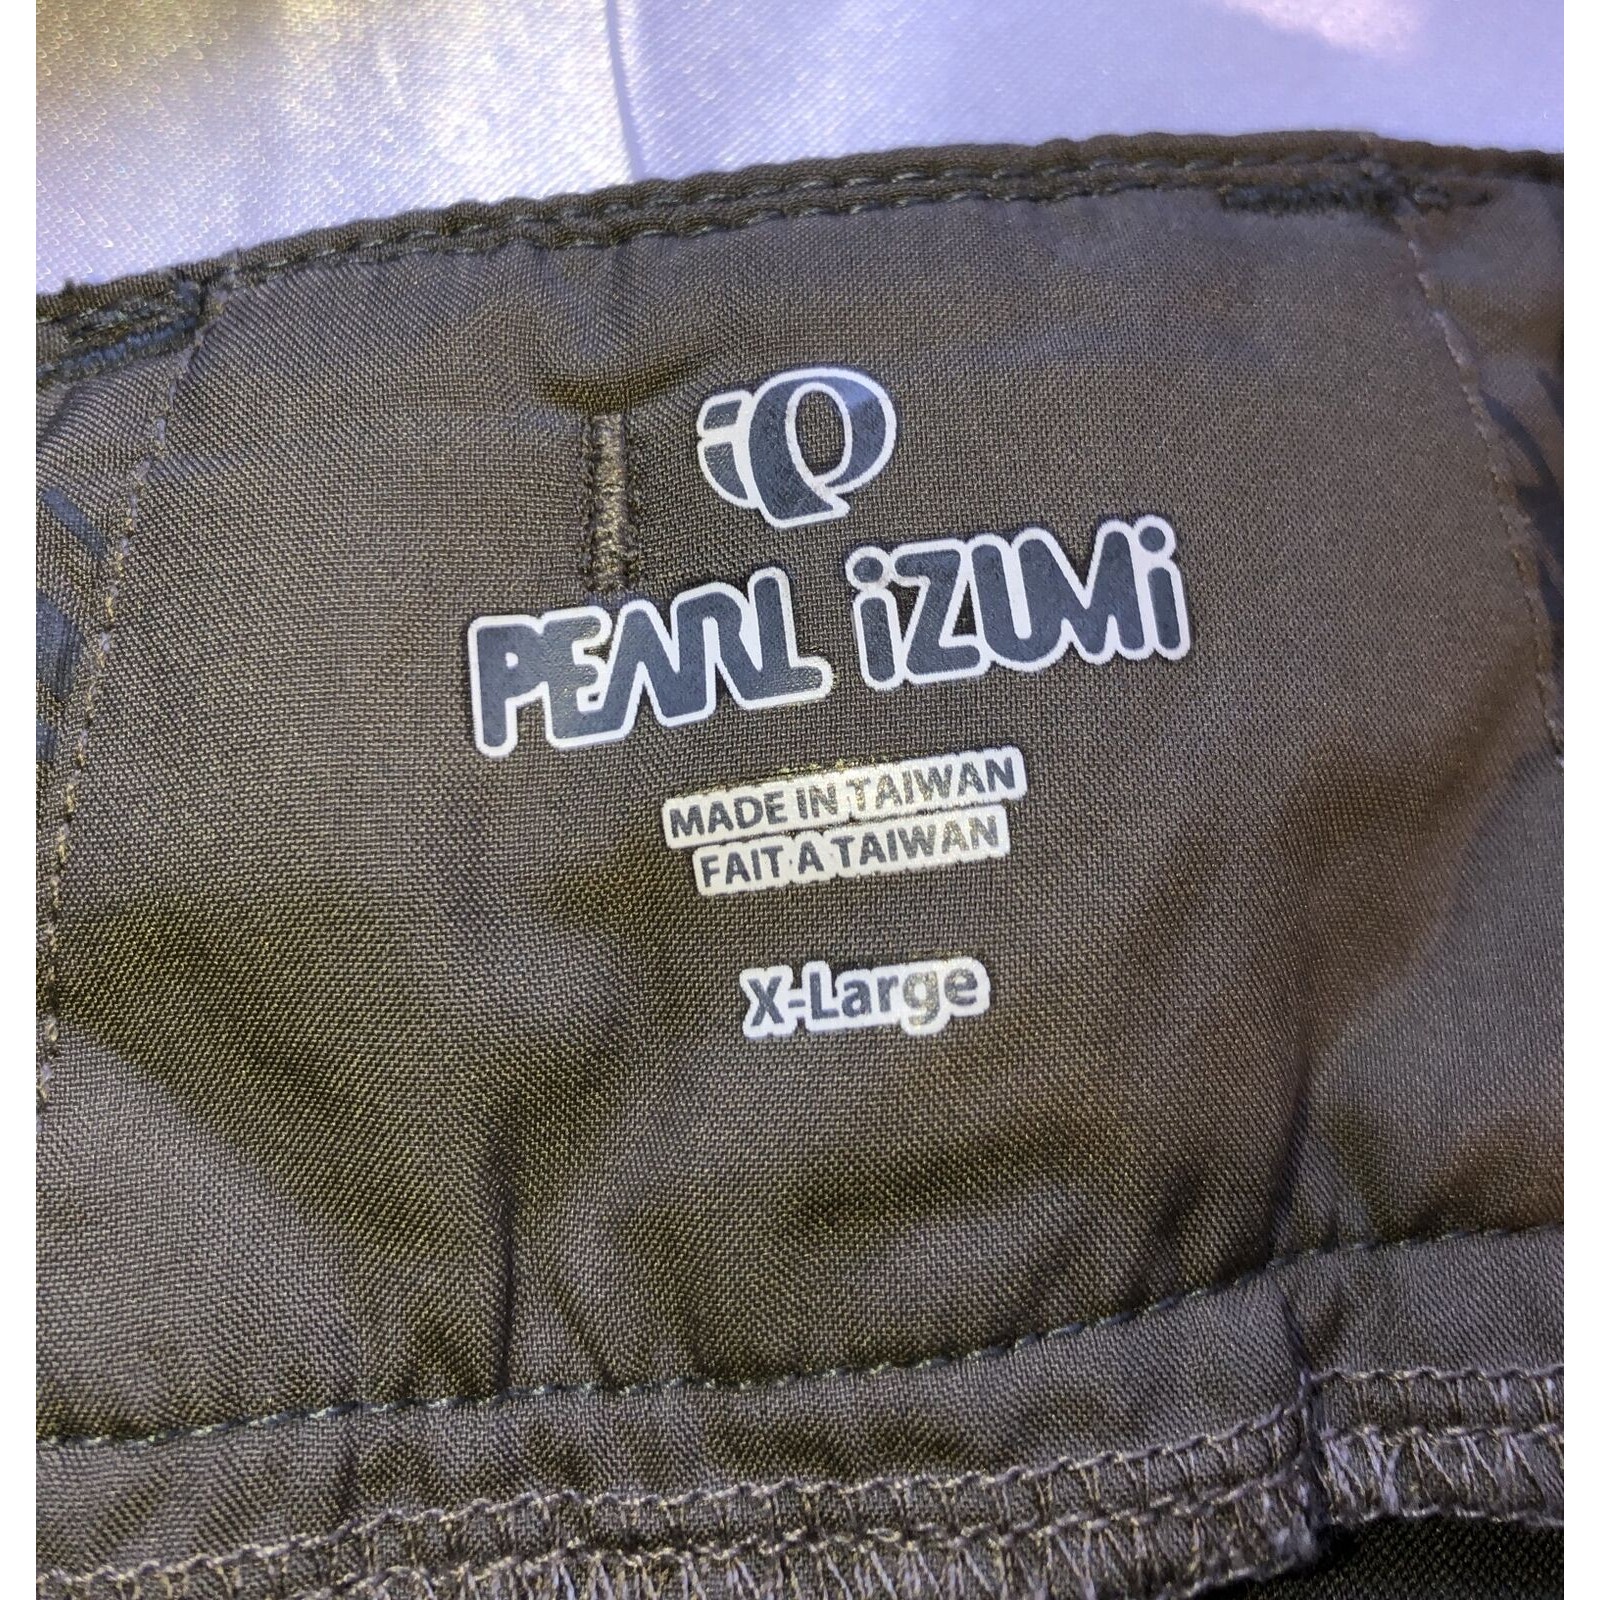 PEARL iZUMi
MADE IN TAIWAN
FAIT A TAIWAN
X-Large